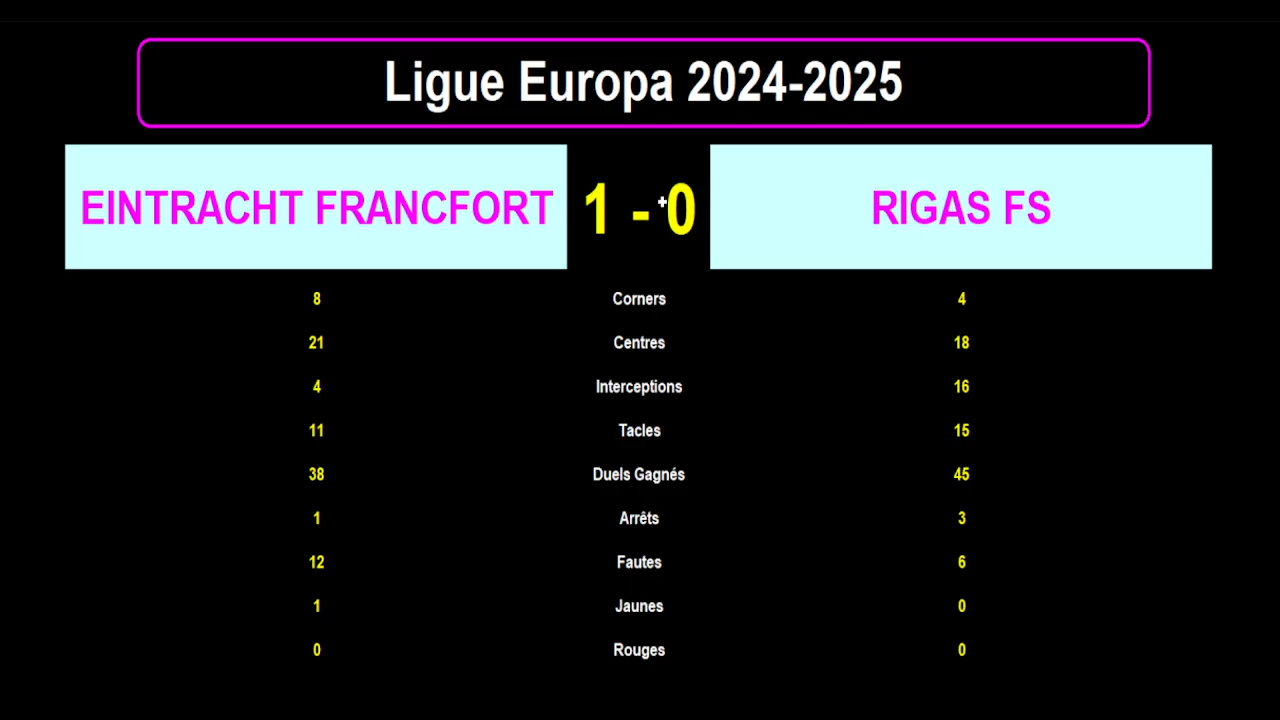 Ligue Europa 2024-2025
EINTRACHT FRANCFORT 1 - 0 RIGAS FS
8 Corners 4
21 Centres 18
4 Interceptions 16
11 Tacles 15
38 Duels Gagnés 45
1 Arrêts 3
12 Fautes 6
1 Jaunes 0
0 Rouges 0